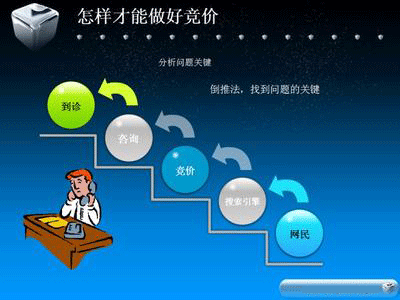 怎样才能做好竞价
分析问题关键
倒推法，找到问题的关键
到诊
咨询
竞价
搜索引擎
网民